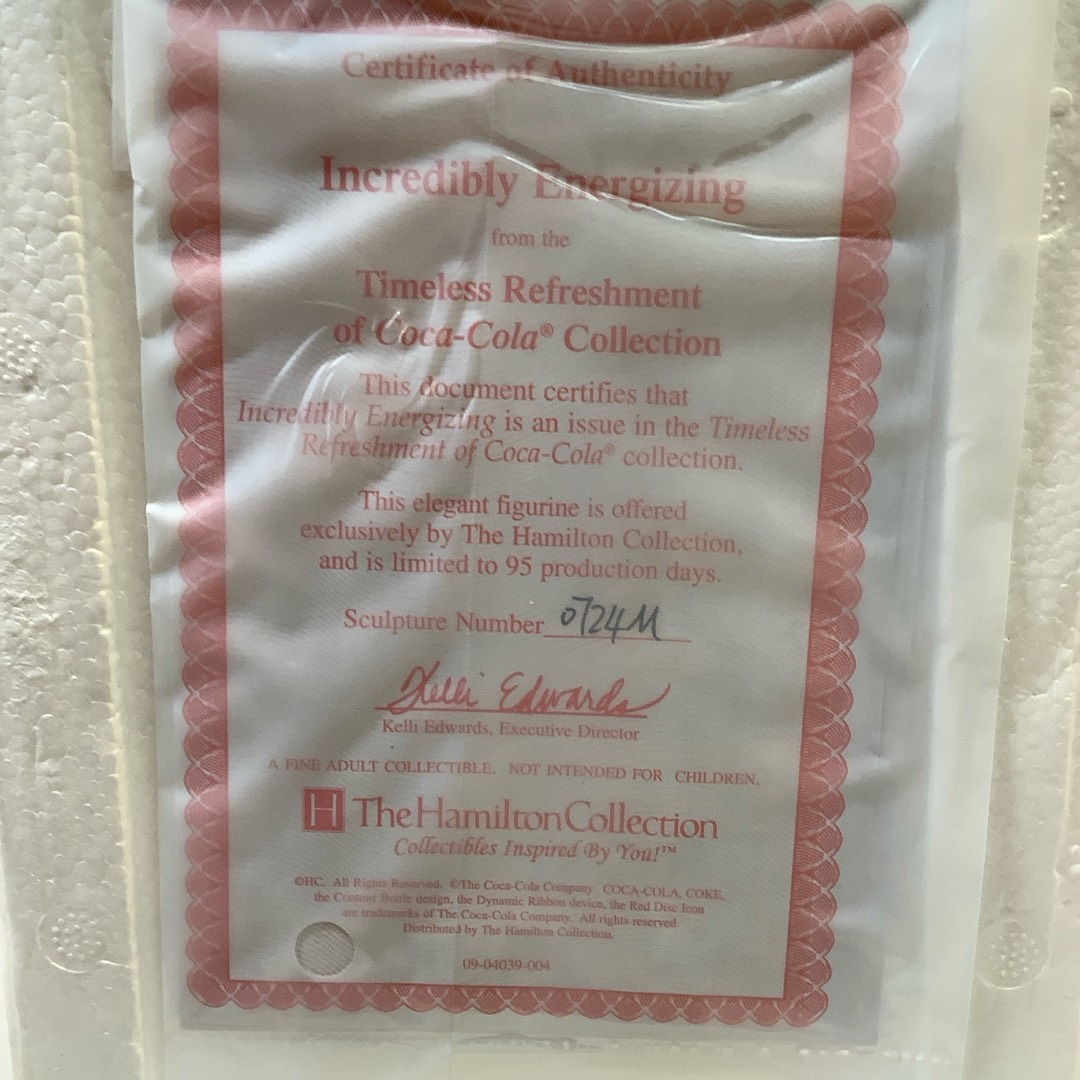 Certificate of Authenticity
Incredibly Energizing
from the
Timeless Refreshment
of Coca-Cola® Collection
This document certifies that
Incredibly Energizing is an issue in the Timeless
Refreshment of Coca-Cola® collection.
This elegant figurine is offered
exclusively by The Hamilton Collection,
and is limited to 95 production days.
Sculpture Number 0724M
Kelli Edwards
Kelli Edwards, Executive Director
A FINE ADULT COLLECTIBLE. NOT INTENDED FOR CHILDREN.
H The Hamilton Collection
Collectibles Inspired By You!™
©HC. All Rights Reserved. ©The Coca-Cola Company. COCA-COLA, COKE,
the Contour Bottle design, the Dynamic Ribbon device, the Red Disc Icon
are trademarks of The Coca-Cola Company. All rights reserved.
Distributed by The Hamilton Collection.
09-04039-004